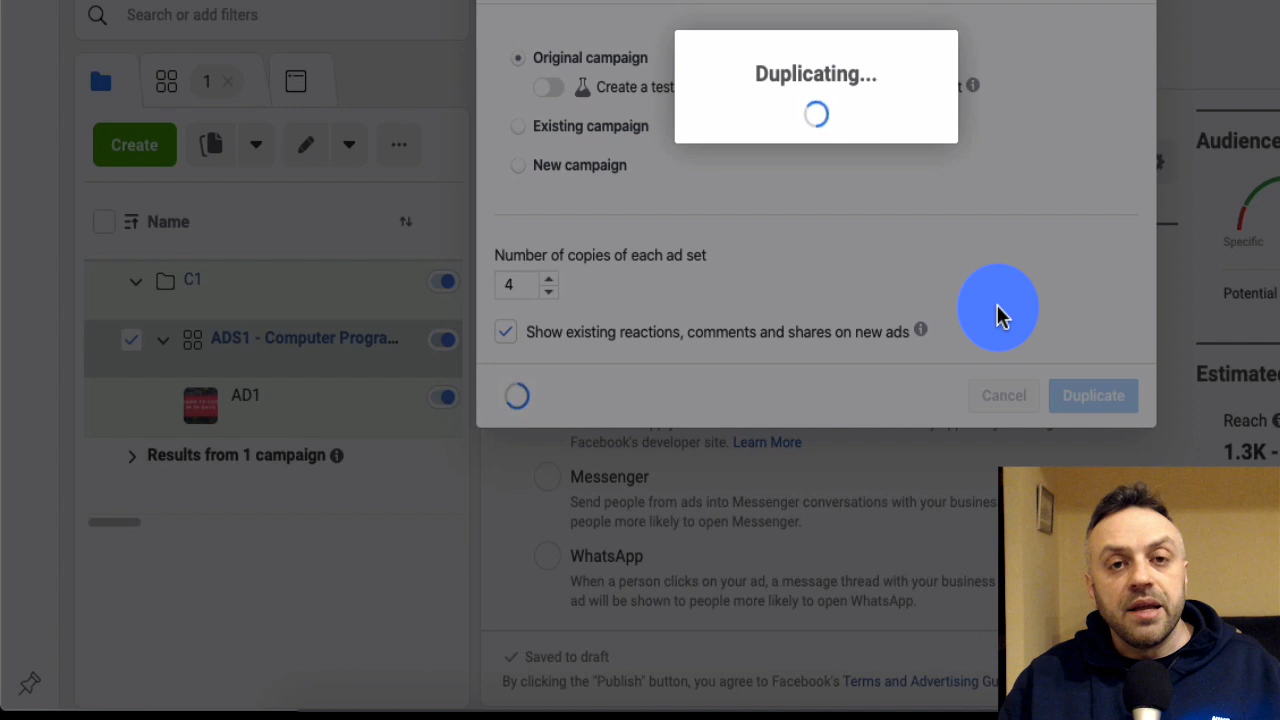 Search or add filters
1
Create
Name
C1
ADS1 - Computer Progra...
AD1
Results from 1 campaign
Original campaign
Create a test
t
Existing campaign
New campaign
Duplicating...
Number of copies of each ad set
4
Show existing reactions, comments and shares on new ads
Cancel
Duplicate
Facebook's developer site. Learn More
Messenger
Send people from ads into Messenger conversations with your business
people more likely to open Messenger.
WhatsApp
When a person clicks on your ad, a message thread with your business
ad will be shown to people more likely to open WhatsApp.
Saved to draft
By clicking the "Publish" button, you agree to Facebook's Terms and Advertising Gu
Audience
Specific
Potential
Estimated
Reach
1.3K -